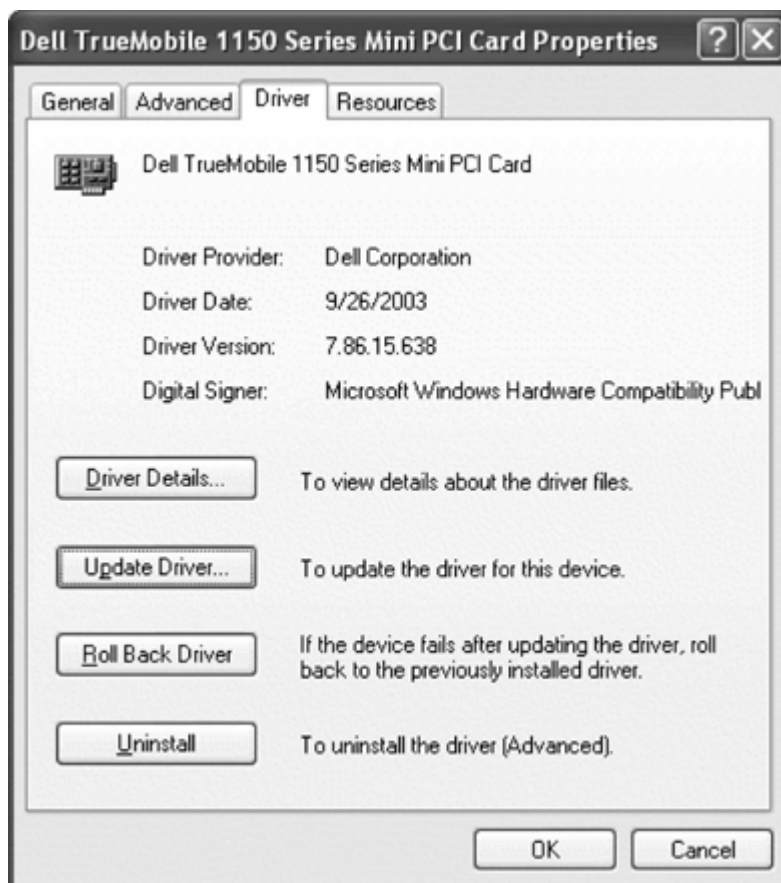 Dell TrueMobile 1150 Series Mini PCI Card Properties
General Advanced Driver Resources
Dell TrueMobile 1150 Series Mini PCI Card
Driver Provider: Dell Corporation
Driver Date: 9/26/2003
Driver Version: 7.86.15.638
Digital Signer: Microsoft Windows Hardware Compatibility Publ
Driver Details... To view details about the driver files.
Update Driver... To update the driver for this device.
Roll Back Driver If the device fails after updating the driver, roll
back to the previously installed driver.
Uninstall To uninstall the driver (Advanced).
OK Cancel